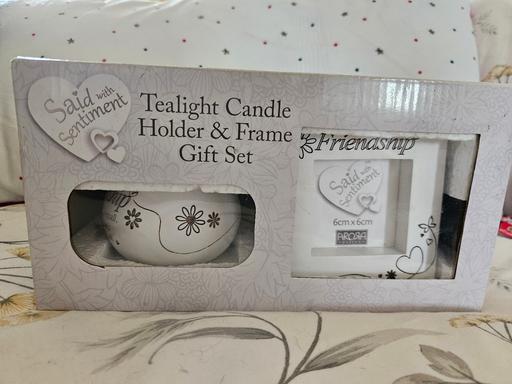 Said with
Sentiment
Tealight Candle
Holder & Frame
Gift Set
Friendship
Said with
Sentiment
6cm x 6cm
ARORA